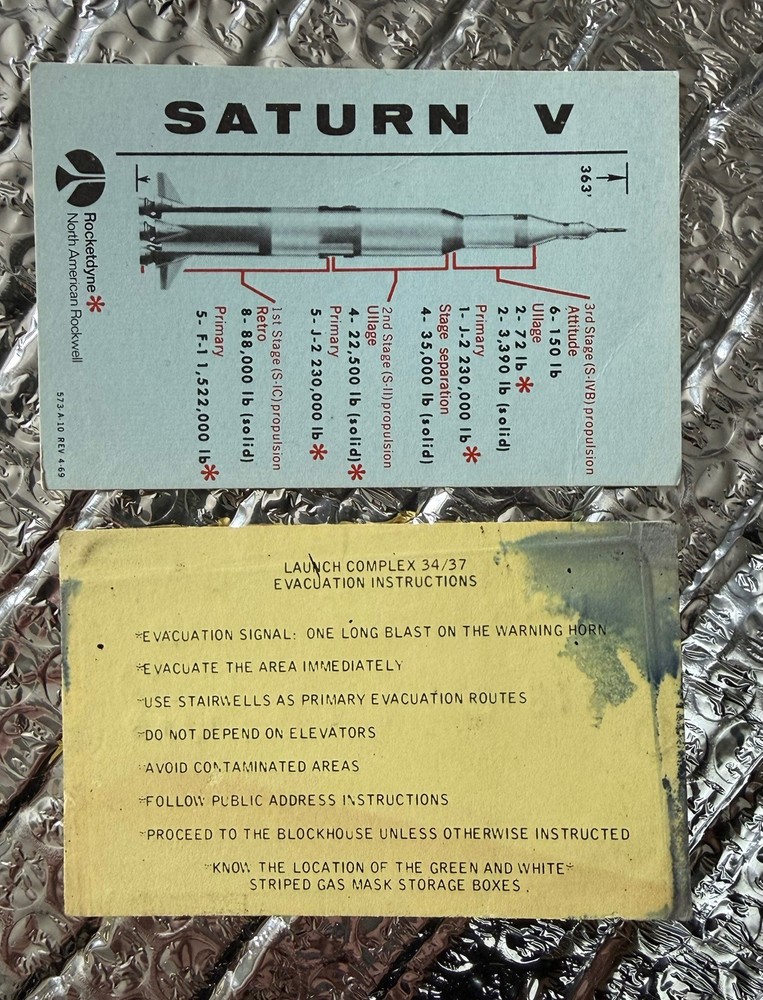 SATURN V
363'
3rd Stage (S-IVB) propulsion
Attitude
6- 150 lb
Ullage
2- 72 lb*
2- 3,390 lb (solid)
Primary
1- J-2 230,000 lb*
Stage separation
4- 35,000 lb (solid)
2nd Stage (S-II) propulsion
Ullage
4- 22,500 lb (solid)*
Primary
5- J-2 230,000 lb*
1st Stage (S-IC) propulsion
Retro
8- 88,000 lb (solid)
Primary
5- F-1 1,522,000 lb*
Rocketdyne*
North American Rockwell
573-A-10 REV 4-69
LAUNCH COMPLEX 34/37
EVACUATION INSTRUCTIONS
*EVACUATION SIGNAL: ONE LONG BLAST ON THE WARNING HORN
*EVACUATE THE AREA IMMEDIATELY
*USE STAIRWELLS AS PRIMARY EVACUATION ROUTES
*DO NOT DEPEND ON ELEVATORS
*AVOID CONTAMINATED AREAS
*FOLLOW PUBLIC ADDRESS INSTRUCTIONS
*PROCEED TO THE BLOCKHOUSE UNLESS OTHERWISE INSTRUCTED
*KNOW THE LOCATION OF THE GREEN AND WHITE*
STRIPED GAS MASK STORAGE BOXES.